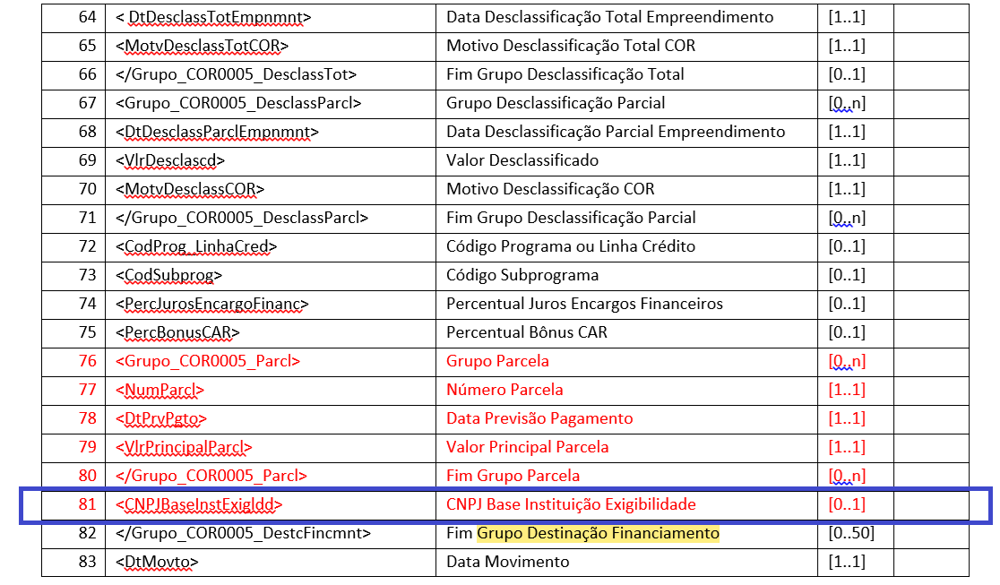 64 < DtDesclassTotEmpnmnt> Data Desclassificação Total Empreendimento [1..1]
65 <MotvDesclassTotCOR> Motivo Desclassificação Total COR [1..1]
66 </Grupo_COR0005_DesclassTot> Fim Grupo Desclassificação Total [0..1]
67 <Grupo_COR0005_DesclassParcl> Grupo Desclassificação Parcial [0..n]
68 <DtDesclassParclEmpnmnt> Data Desclassificação Parcial Empreendimento [1..1]
69 <VlrDesclascd> Valor Desclassificado [1..1]
70 <MotvDesclassCOR> Motivo Desclassificação COR [1..1]
71 </Grupo_COR0005_DesclassParcl> Fim Grupo Desclassificação Parcial [0..n]
72 <CodProg_LinhaCred> Código Programa ou Linha Crédito [0..1]
73 <CodSubprog> Código Subprograma [0..1]
74 <PercJurosEncargoFinanc> Percentual Juros Encargos Financeiros [0..1]
75 <PercBonusCAR> Percentual Bônus CAR [0..1]
76 <Grupo_COR0005_Parcl> Grupo Parcela [0..n]
77 <NumParcl> Número Parcela [1..1]
78 <DtPrvPgto> Data Previsão Pagamento [1..1]
79 <VlrPrincipalParcl> Valor Principal Parcela [1..1]
80 </Grupo_COR0005_Parcl> Fim Grupo Parcela [0..n]
81 <CNPJBaseInstExigldd> CNPJ Base Instituição Exigibilidade [0..1]
82 </Grupo_COR0005_DestcFincmnt> Fim Grupo Destinação Financiamento [0..50]
83 <DtMovto> Data Movimento [1..1]